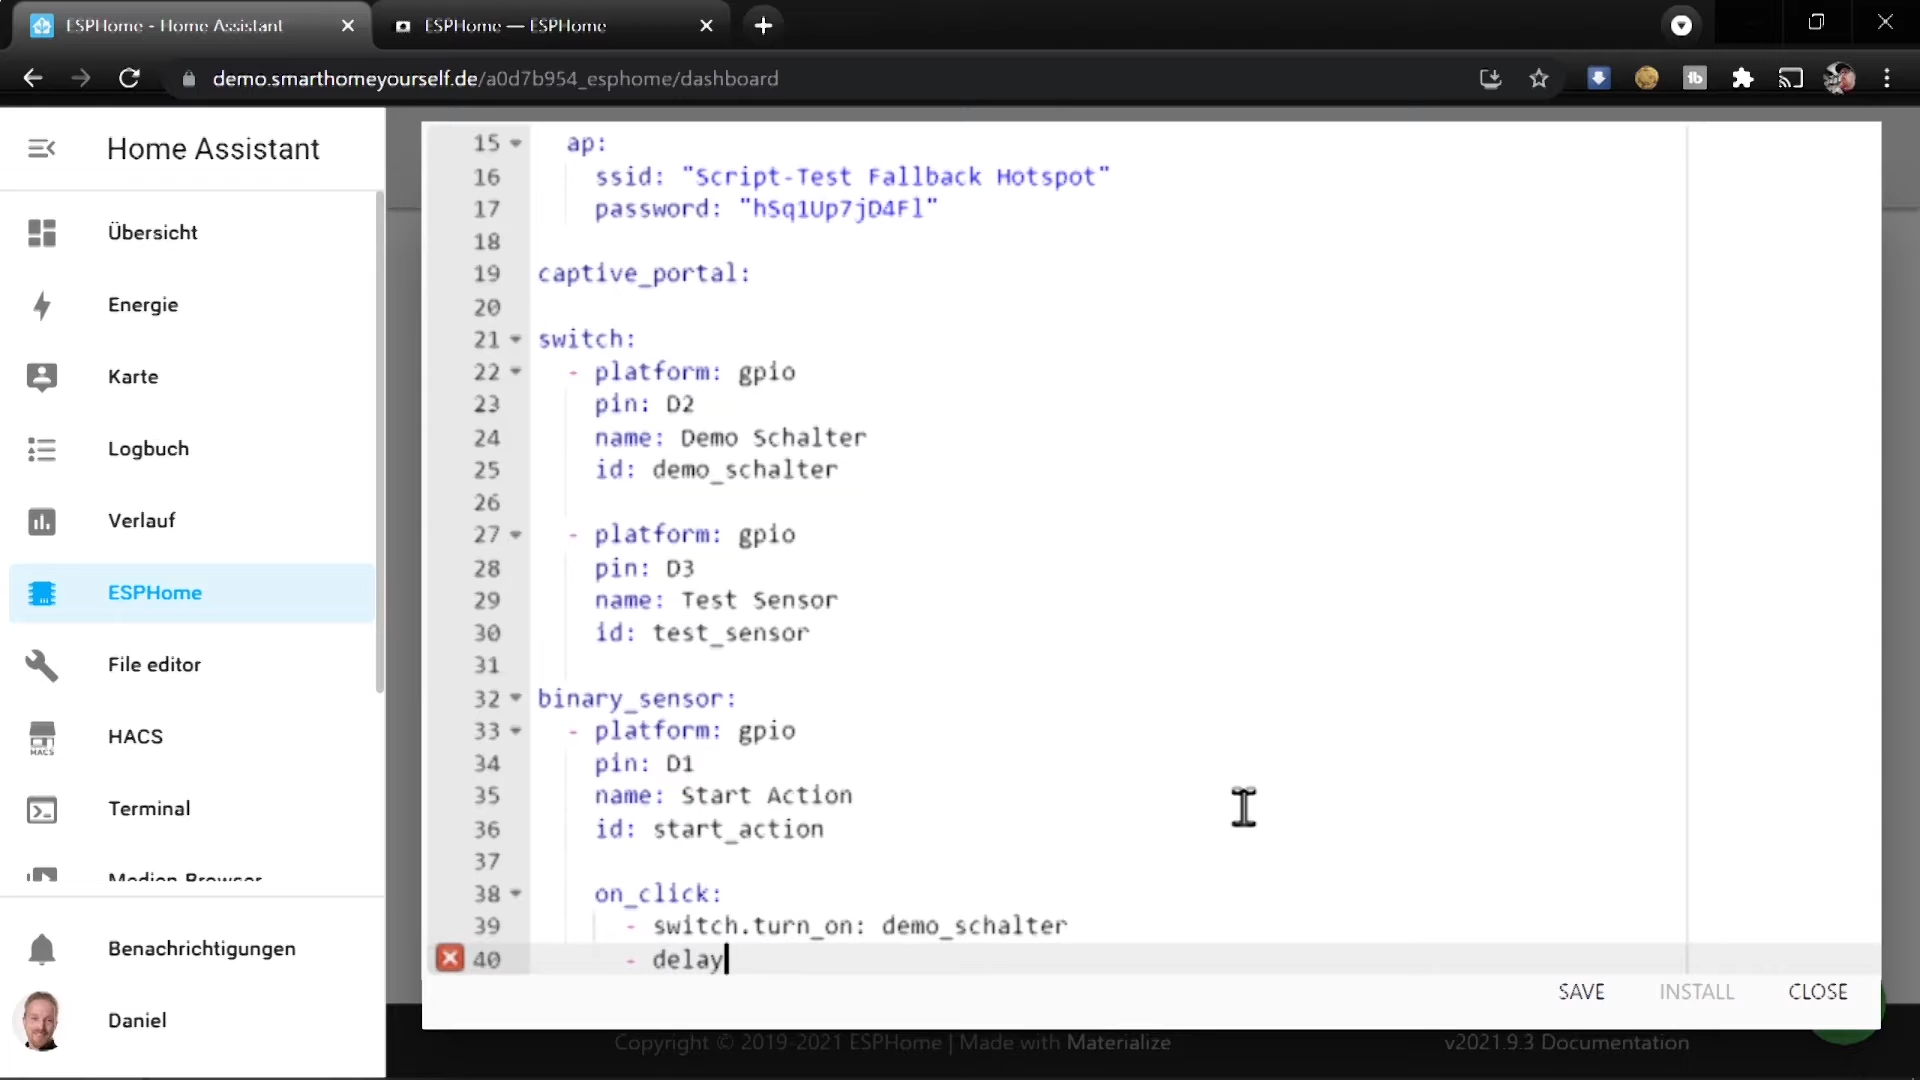 ESPHome - Home Assistant
ESPHome — ESPHome
demo.smarthomeyourself.de/a0d7b954_esphome/dashboard
Home Assistant
Übersicht
Energie
Karte
Logbuch
Verlauf
ESPHome
File editor
HACS
HACS
Terminal
Medien Browser
Benachrichtigungen
Daniel
15 ap:
16 ssid: "Script-Test Fallback Hotspot"
17 password: "hSq1Up7jD4Fl"
18
19 captive_portal:
20
21 switch:
22 - platform: gpio
23 pin: D2
24 name: Demo Schalter
25 id: demo_schalter
26
27 - platform: gpio
28 pin: D3
29 name: Test Sensor
30 id: test_sensor
31
32 binary_sensor:
33 - platform: gpio
34 pin: D1
35 name: Start Action
36 id: start_action
37
38 on_click:
39 - switch.turn_on: demo_schalter
40 - delay
SAVE INSTALL CLOSE
Copyright © 2019-2021 ESPHome | Made with Materialize
v2021.9.3 Documentation